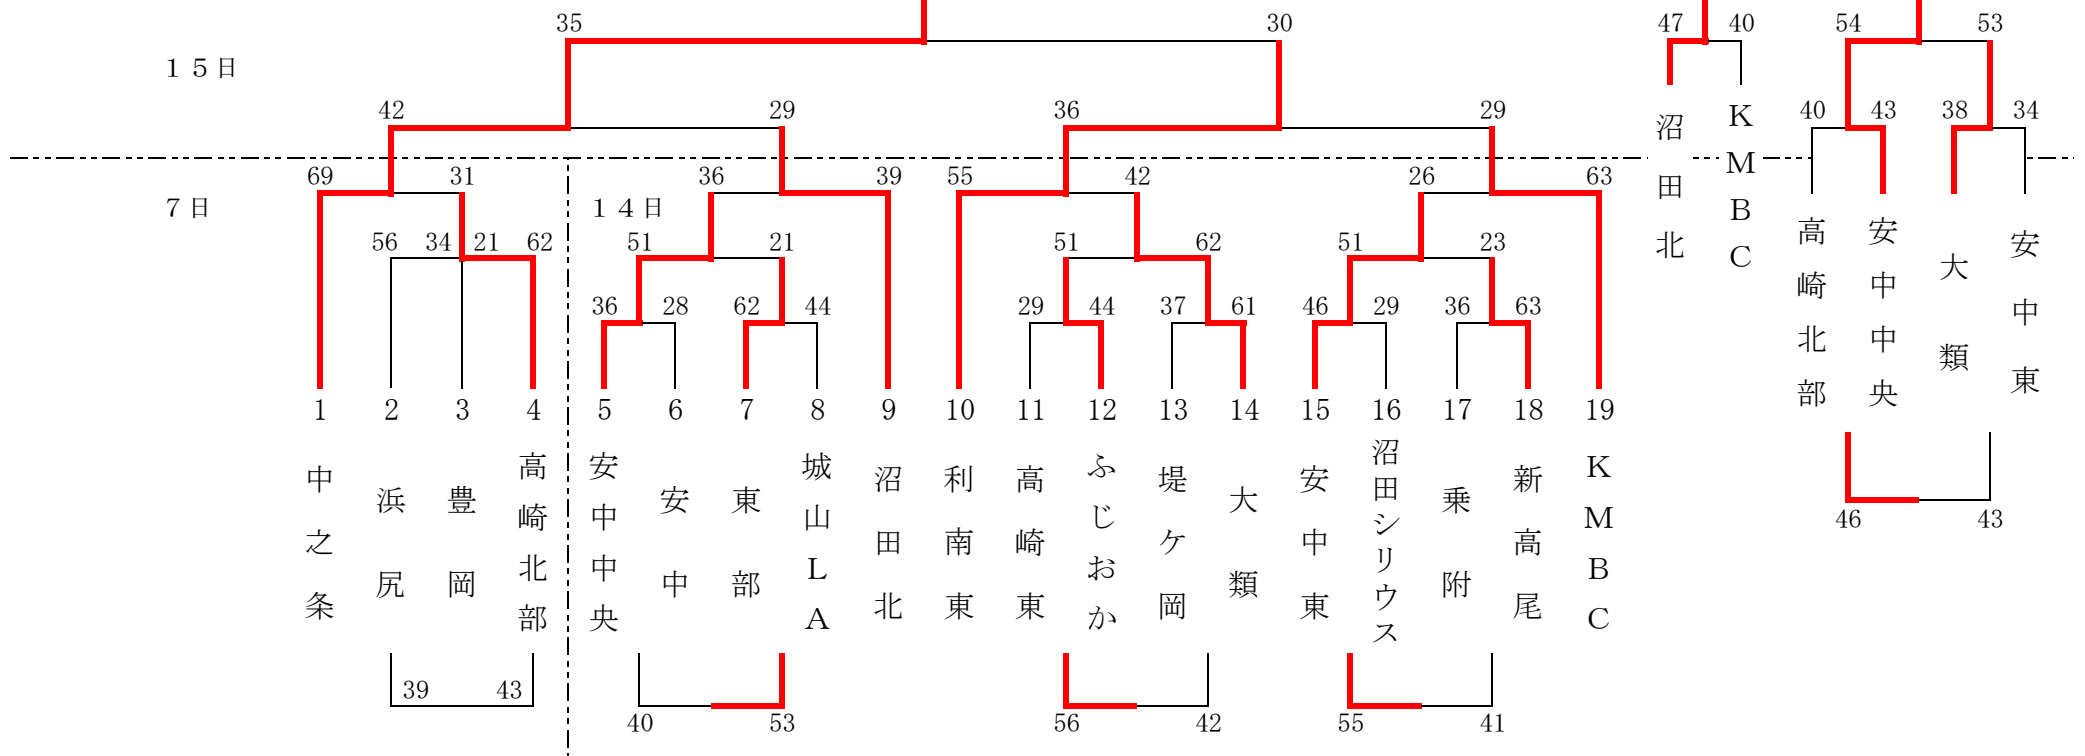 35 30 47 40 54 53
１５日
42 29 36 29 40 43 38 34
69 31 36 39 55 42 26 63
７日 １４日
56 34 21 62 51 21 51 62 51 23
36 28 62 44 29 44 37 61 46 29 36 63
1 2 3 4 5 6 7 8 9 10 11 12 13 14 15 16 17 18 19
中之条
浜尻
豊岡
高崎北部
安中中央
安中
東部
城山ＬＡ
沼田北
利南東
高崎東
ふじおか
堤ケ岡
大類
安中東
沼田シリウス
乗附
新高尾
ＫＭＢＣ
沼田北
ＫＭＢＣ
高崎北部
安中中央
大類
安中東
46 43
39 43
40 53 56 42 55 41